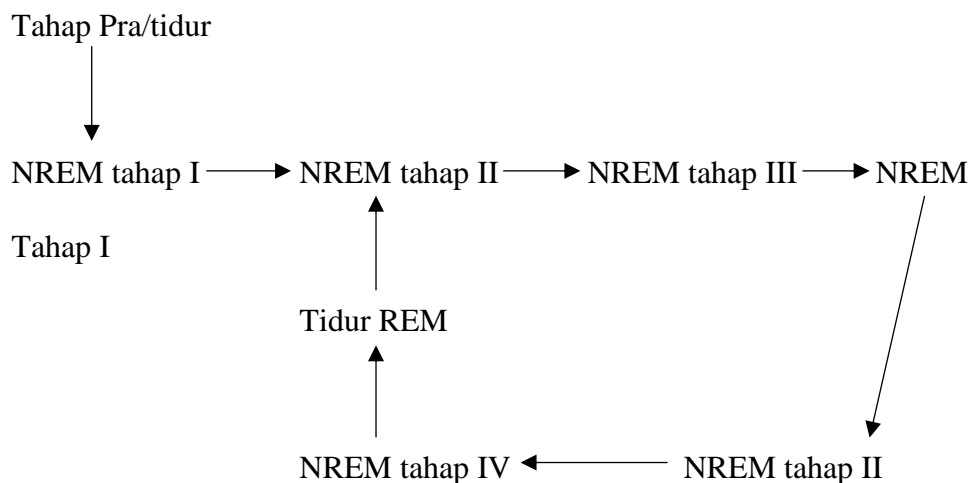 Tahap Pra/tidur
NREM tahap I NREM tahap II NREM tahap III NREM
Tahap I
Tidur REM
NREM tahap IV NREM tahap II